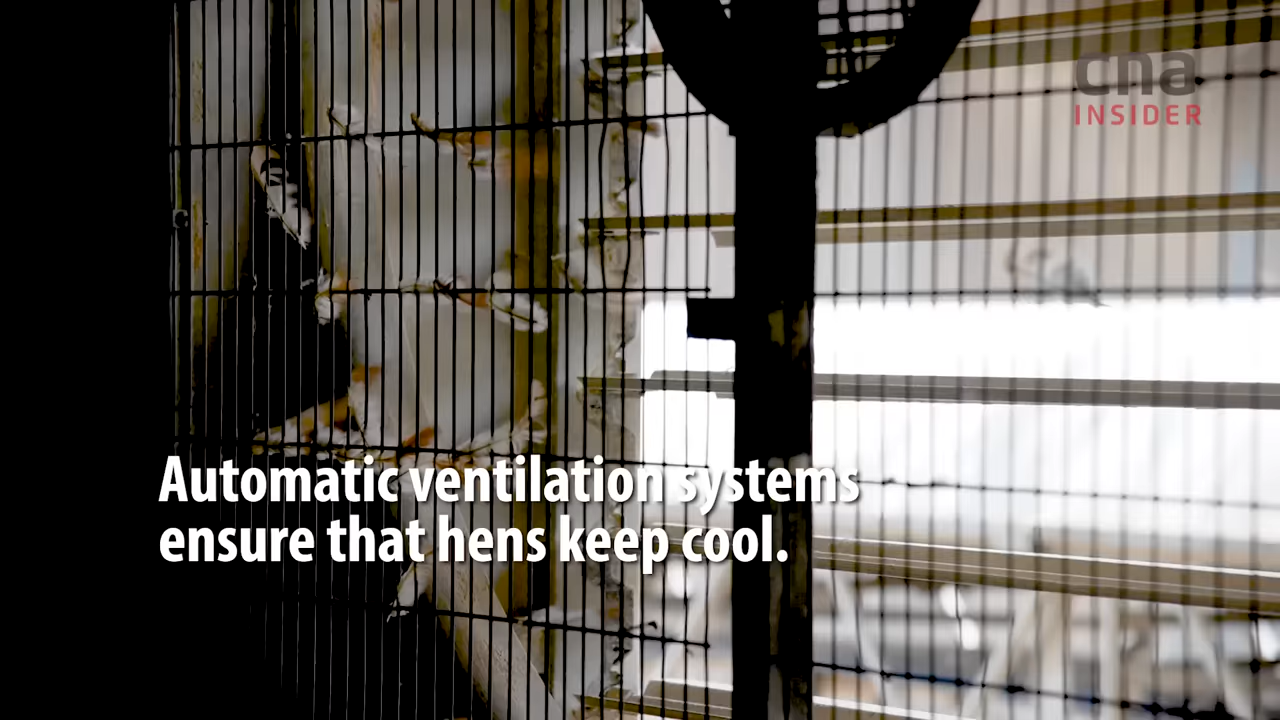 cna
INSIDER
Automatic ventilation systems
ensure that hens keep cool.